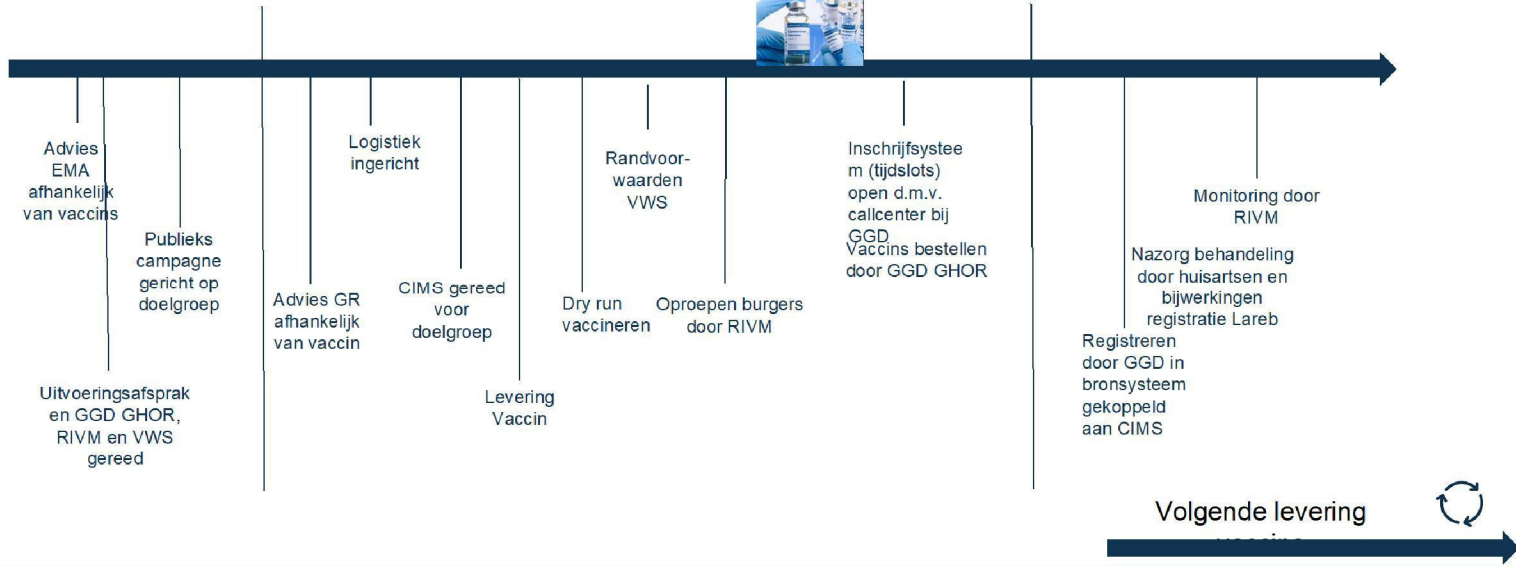 Advies
EMA
afhankelijk
van vaccins
Publieks
campagne
gericht op
doelgroep
Uitvoeringsafsprak
en GGD GHOR,
RIVM en VWS
gereed
Advies GR
afhankelijk
van vaccin
Logistiek
ingericht
CIMS gereed
voor
doelgroep
Levering
Vaccin
Dry run
vaccineren
Randvoor-
waarden
VWS
Oproepen burgers
door RIVM
Inschrijfsystee
m (tijdslots)
open d.m.v.
callcenter bij
GGD
Vaccins bestellen
door GGD GHOR
Registreren
door GGD in
bronsysteem
gekoppeld
aan CIMS
Nazorg behandeling
door huisartsen en
bijwerkingen
registratie Lareb
Monitoring door
RIVM
Volgende levering